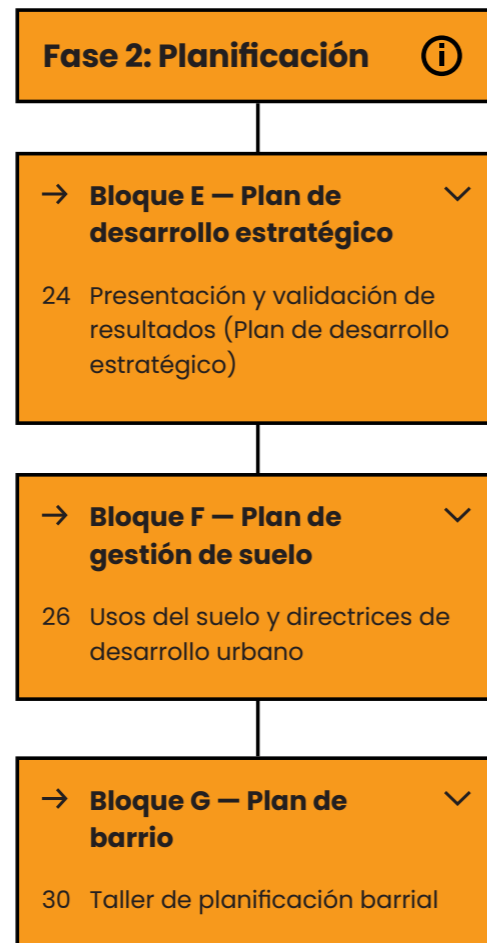 Fase 2: Planificación
→ Bloque E — Plan de
desarrollo estratégico
24 Presentación y validación de
resultados (Plan de desarrollo
estratégico)
→ Bloque F — Plan de
gestión de suelo
26 Usos del suelo y directrices de
desarrollo urbano
→ Bloque G — Plan de
barrio
30 Taller de planificación barrial